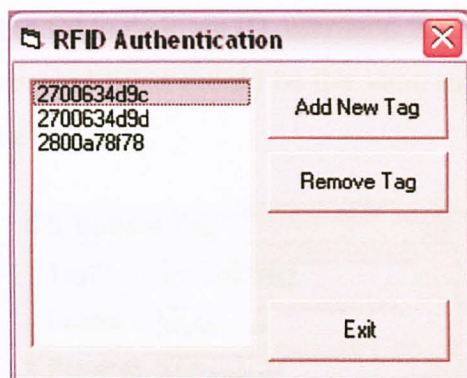 RFID Authentication
2700634d9c
2700634d9d
2800a78f78
Add New Tag
Remove Tag
Exit